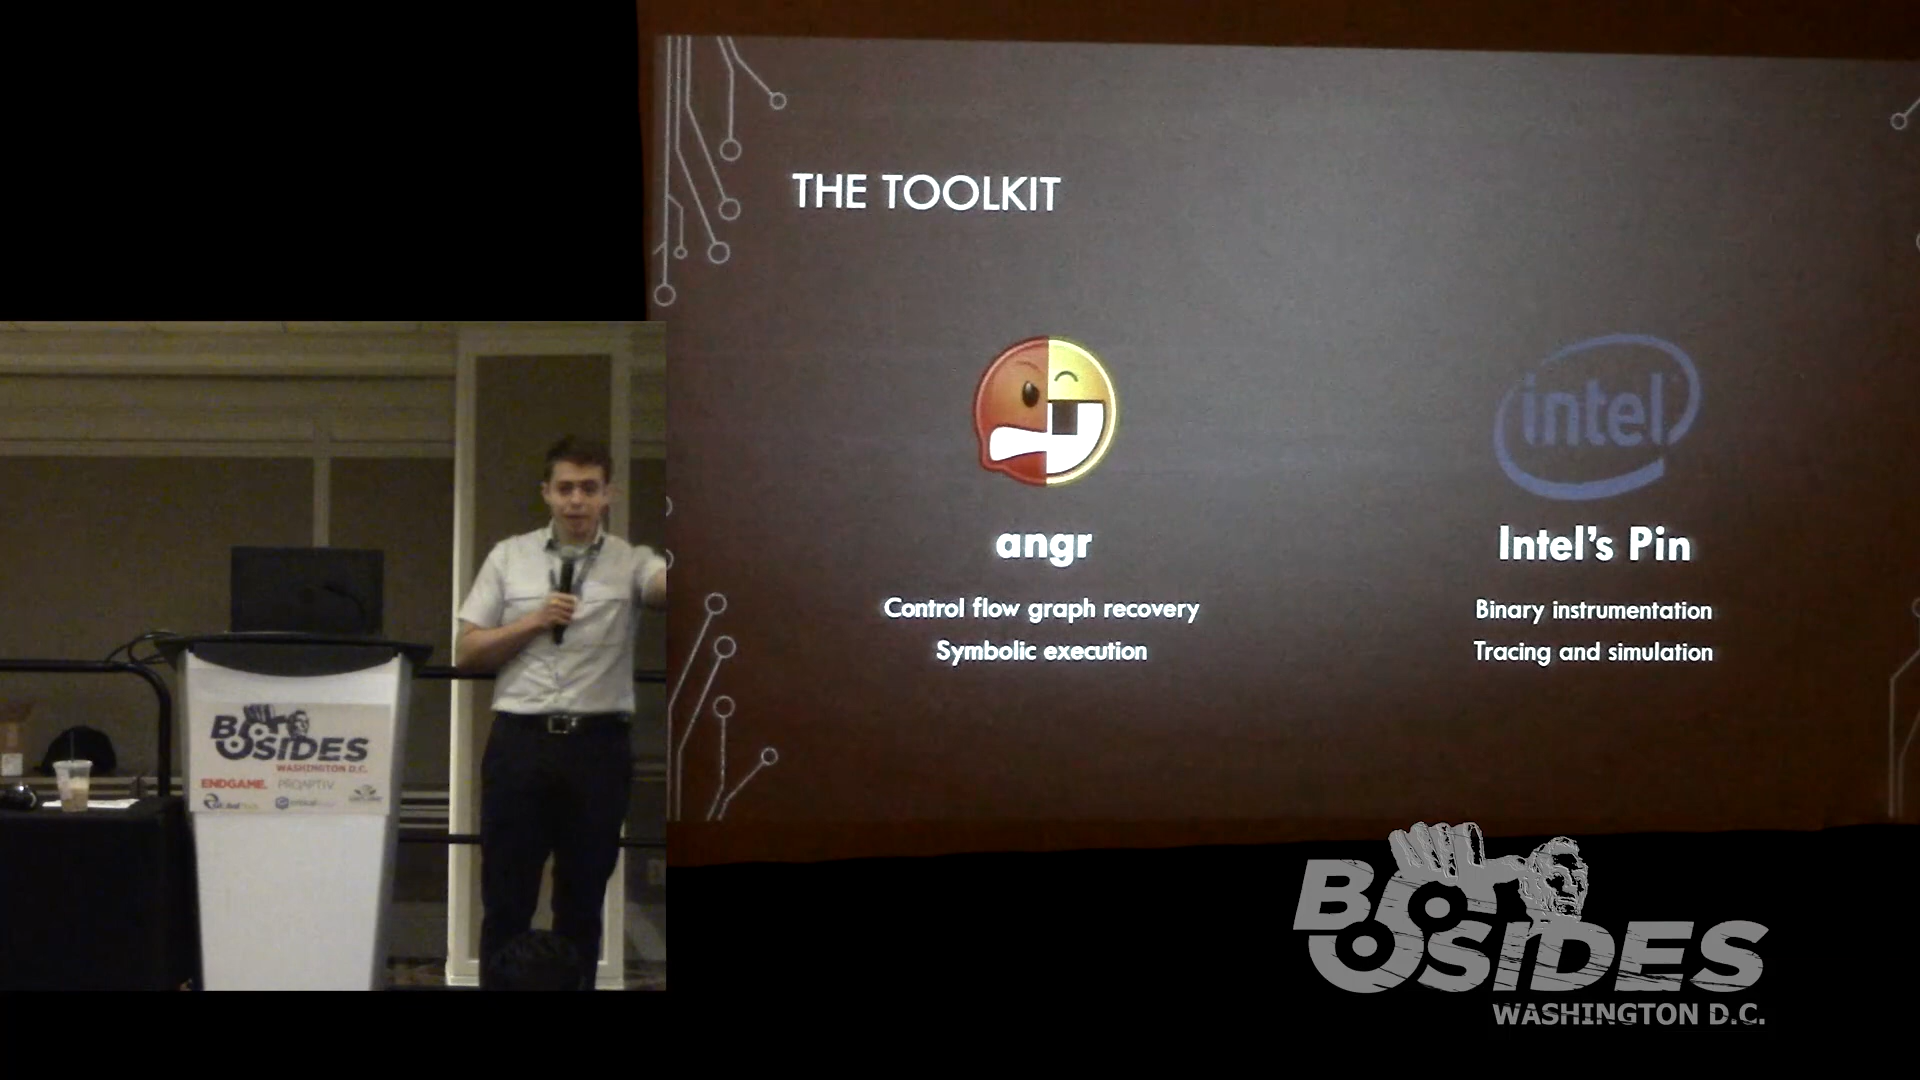 THE TOOLKIT
intel
angr
Intel's Pin
Control flow graph recovery
Binary instrumentation
Symbolic execution
Tracing and simulation
BSIDES
WASHINGTON D.C.
ENDGAME.
PROAPTIV
BSIDES
WASHINGTON D.C.